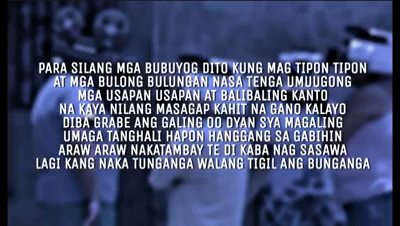 PARA SILANG MGA BUBUYOG DITO KUNG MAG TIPON TIPON
AT MGA BULONG BULUNGAN NASA TENGA UMUUGONG
MGA USAPAN USAPAN AT BALIBALING KANTO
NA KAYA NILANG MASAGAP KAHIT NA GANO KALAYO
DIBA GRABE ANG GALING OO DYAN SYA MAGALING
UMAGA TANGHALI HAPON HANGGANG SA GABIHIN
ARAW ARAW NAKATAMBAY TE DI KABA NAG SASAWA
LAGI KANG NAKA TUNGANGA WALANG TIGIL ANG BUNGANGA